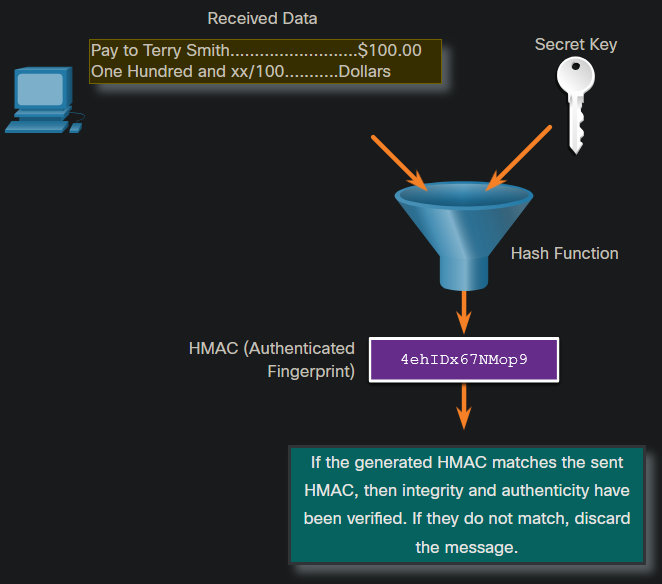 Received Data
Pay to Terry Smith..........................$100.00
One Hundred and xx/100...........Dollars
Secret Key
Hash Function
HMAC (Authenticated
Fingerprint)
4ehIDx67NMop9
If the generated HMAC matches the sent
HMAC, then integrity and authenticity have
been verified. If they do not match, discard
the message.